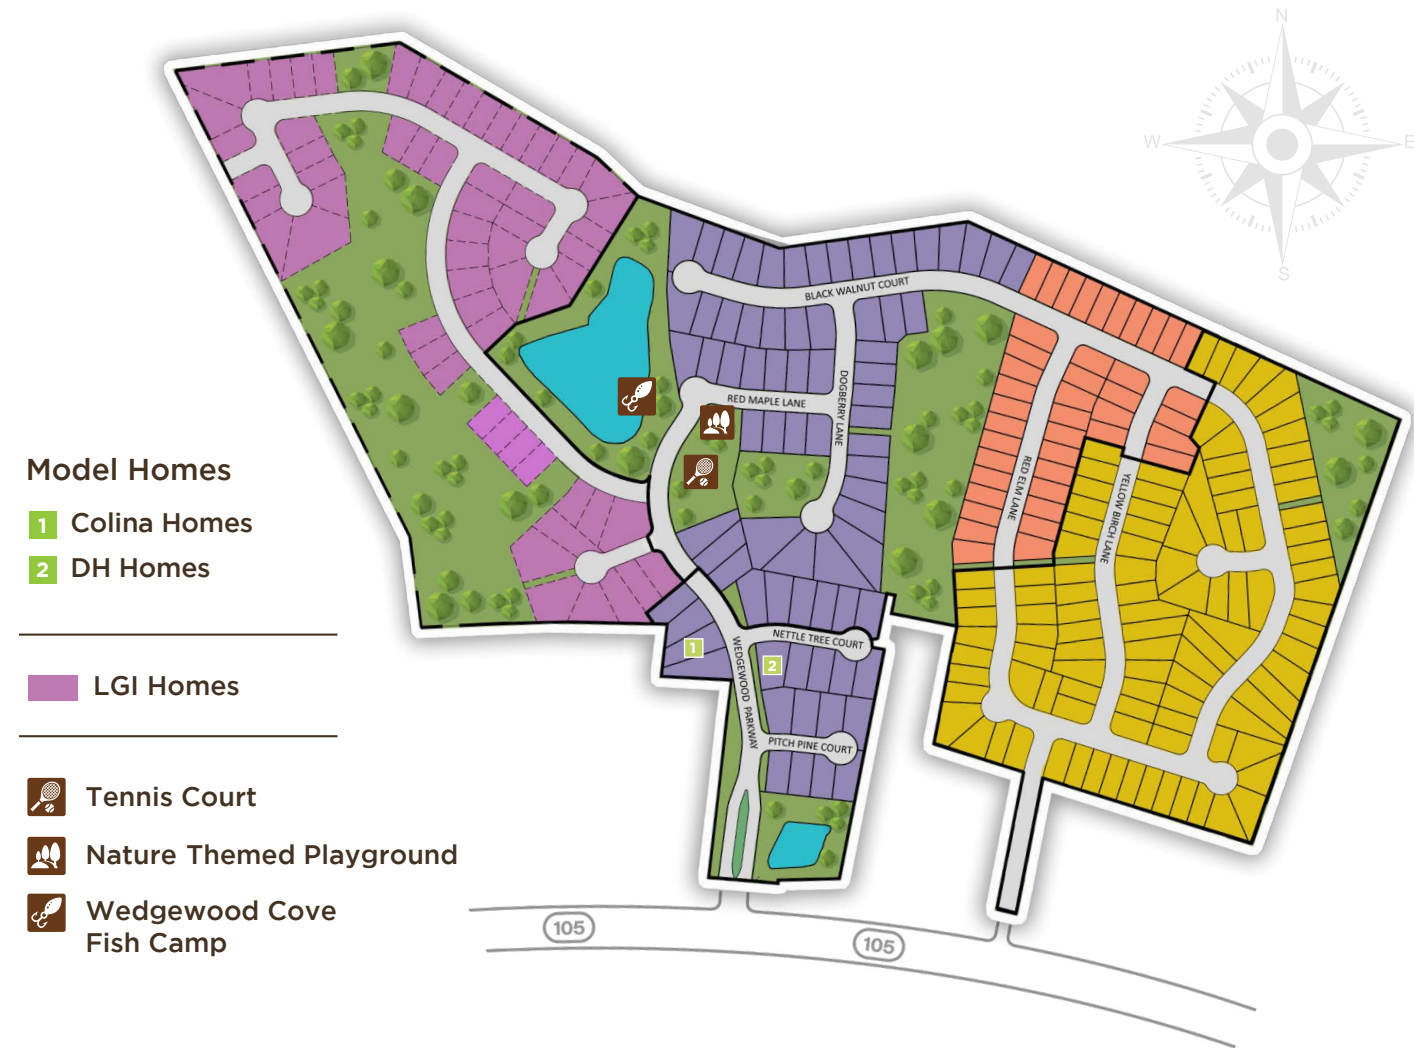 N
W
E
S
BLACK WALNUT COURT
RED MAPLE LANE
DOGBERRY LANE
RED ELM LANE
YELLOW BIRCH LANE
Model Homes
1 Colina Homes
2 DH Homes
NETTLE TREE COURT
1
2
WEDGEWOOD PARKWAY
PITCH PINE COURT
LGI Homes
Tennis Court
Nature Themed Playground
Wedgewood Cove
Fish Camp
105
105